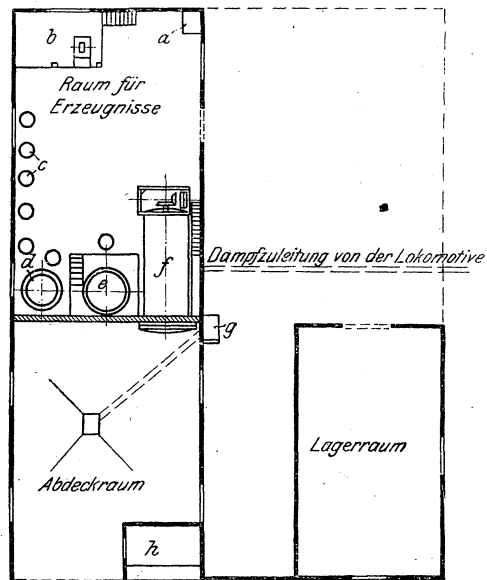 b
a
Raum für
Erzeugnisse
c
Dampfzuleitung von der Lokomotive
d
e
f
g
Lagerraum
Abdeckraum
h